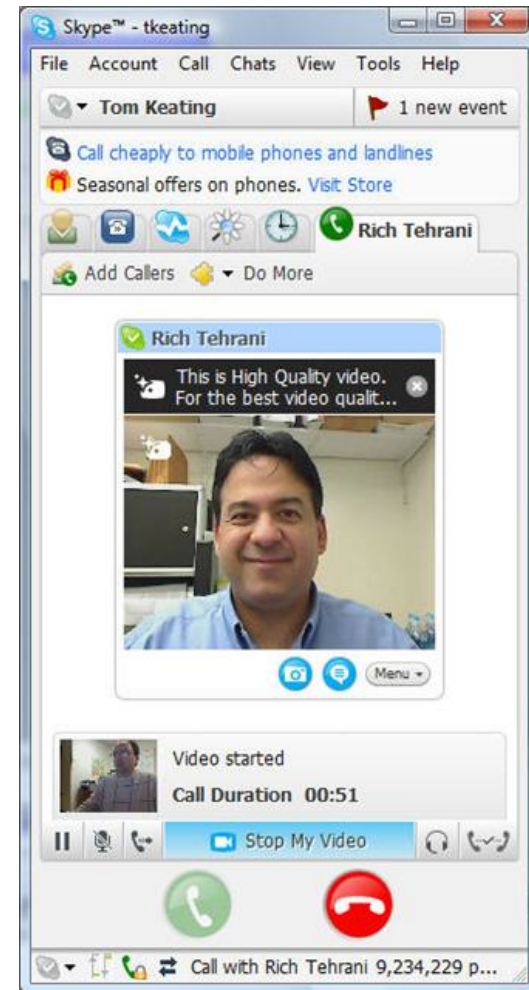 Skype™ - tkeating
File Account Call Chats View Tools Help
Tom Keating 1 new event
Call cheaply to mobile phones and landlines
Seasonal offers on phones. Visit Store
Rich Tehrani
Add Callers Do More
Rich Tehrani
This is High Quality video.
For the best video qualit...
Menu
Video started
Call Duration 00:51
Stop My Video
Call with Rich Tehrani 9,234,229 p...